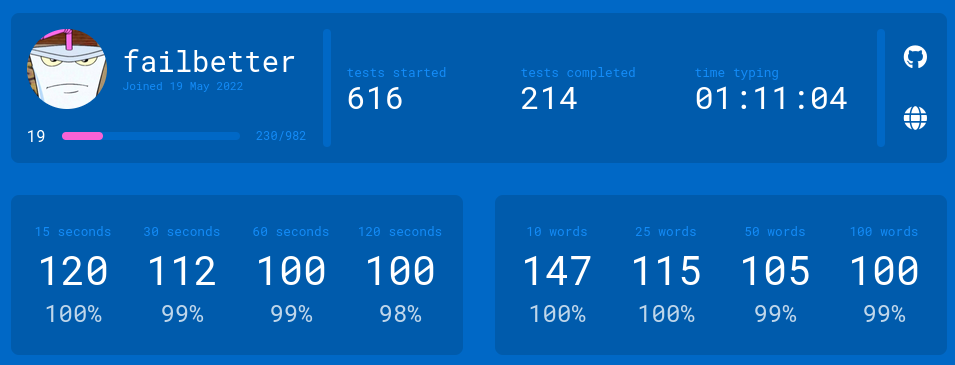 failbetter
Joined 19 May 2022
19
230/982
tests started
616
tests completed
214
time typing
01:11:04
15 seconds
120
100%
30 seconds
112
99%
60 seconds
100
99%
120 seconds
100
98%
10 words
147
100%
25 words
115
100%
50 words
105
99%
100 words
100
99%